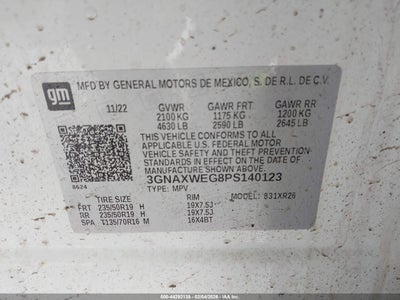 gm
MFD BY GENERAL MOTORS DE MEXICO, S. DE R.L. DE C.V.
11/22 GVWR GAWR FRT GAWR RR
2100 KG 1175 KG 1200 KG
4630 LB 2590 LB 2645 LB
THIS VEHICLE CONFORMS TO ALL
APPLICABLE U.S. FEDERAL MOTOR
VEHICLE SAFETY, BUMPER, AND
THEFT PREVENTION STANDARDS
IN EFFECT ON THE DATE OF
MANUFACTURE SHOWN ABOVE.
3GNAXWEG8PS140123
8624 TYPE: MPV MODEL: 831XR26
TIRE SIZE RIM
FRT 235/50R19 H 19X7.5J
RR 235/50R19 H 19X7.5J
SPA T135/70R16 M 16X4BT